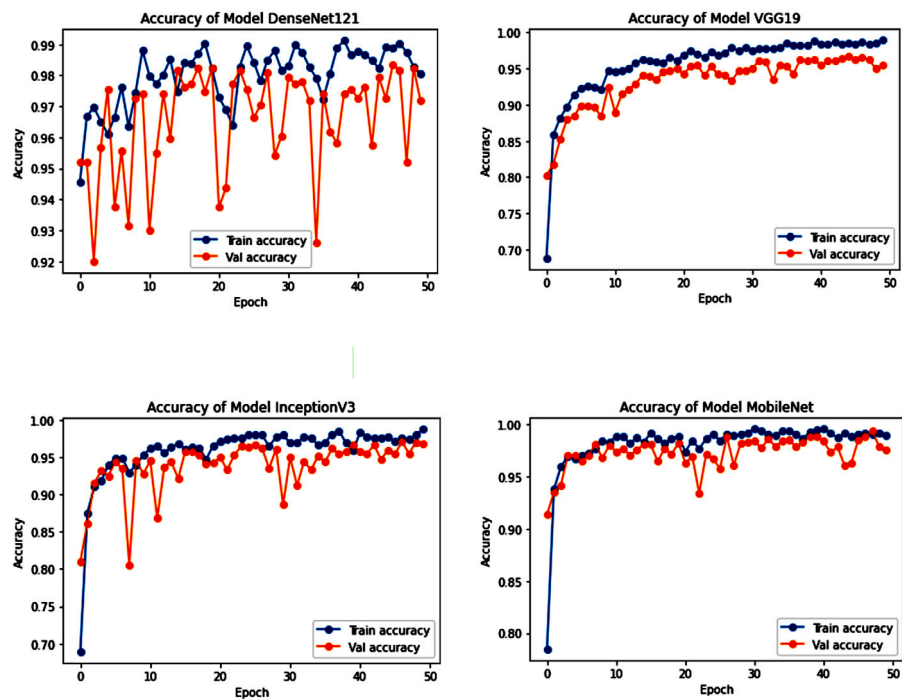 Accuracy of Model DenseNet121
0.99
0.98
0.97
0.96
0.95
0.94
0.93
0.92
Accuracy
Train accuracy
Val accuracy
0 10 20 30 40 50
Epoch
Accuracy of Model VGG19
1.00
0.95
0.90
0.85
0.80
0.75
0.70
Accuracy
Train accuracy
Val accuracy
0 10 20 30 40 50
Epoch
Accuracy of Model InceptionV3
1.00
0.95
0.90
0.85
0.80
0.75
0.70
Accuracy
Train accuracy
Val accuracy
0 10 20 30 40 50
Epoch
Accuracy of Model MobileNet
1.00
0.95
0.90
0.85
0.80
Accuracy
Train accuracy
Val accuracy
0 10 20 30 40 50
Epoch